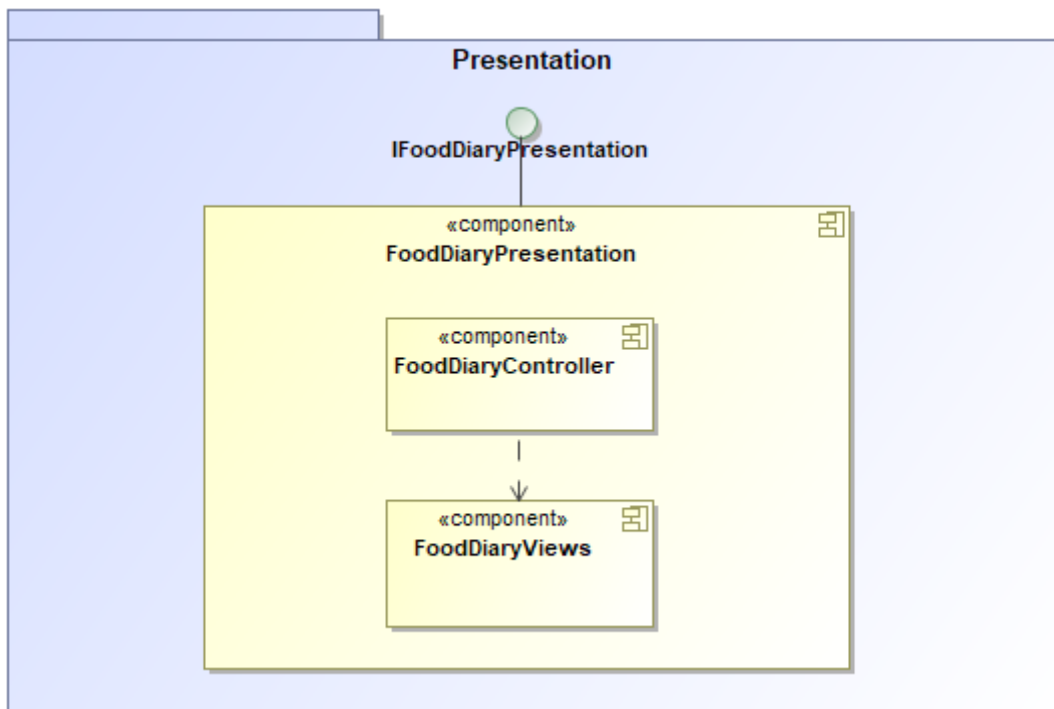 Presentation
IFoodDiaryPresentation
«component»
FoodDiaryPresentation
«component»
FoodDiaryController
«component»
FoodDiaryViews